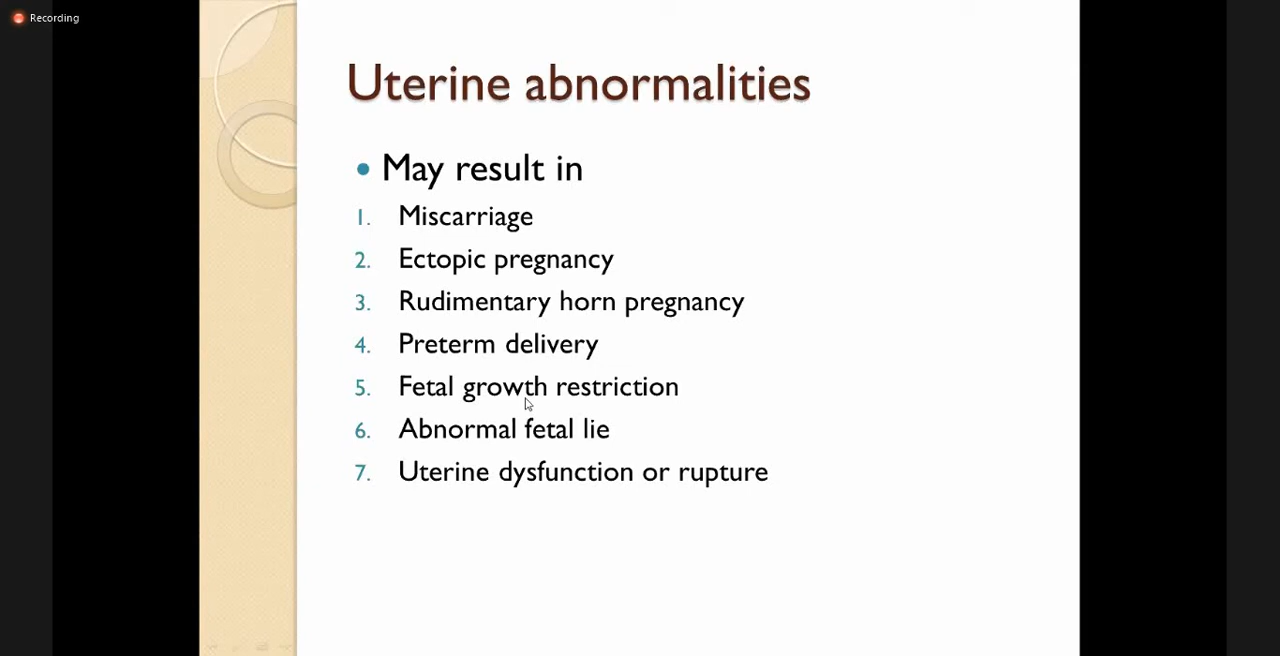 Recording
Uterine abnormalities
• May result in
1. Miscarriage
2. Ectopic pregnancy
3. Rudimentary horn pregnancy
4. Preterm delivery
5. Fetal growth restriction
6. Abnormal fetal lie
7. Uterine dysfunction or rupture